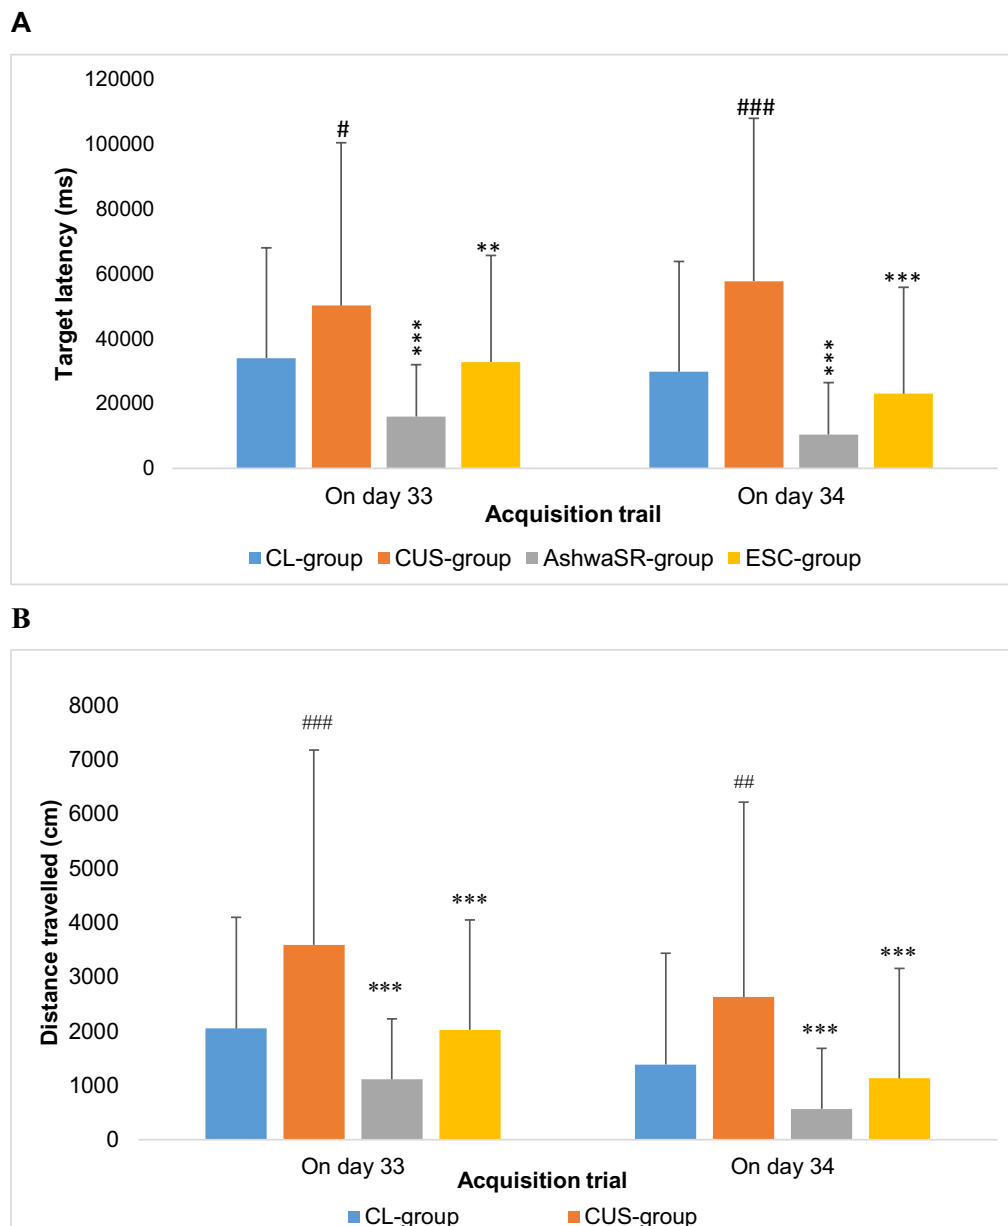 A
120000
100000
80000
60000
40000
20000
0
Target latency (ms)
#
***
**
###
***
***
On day 33
On day 34
Acquisition trail
CL-group CUS-group AshwaSR-group ESC-group
B
8000
7000
6000
5000
4000
3000
2000
1000
0
Distance travelled (cm)
###
***
***
##
***
***
On day 33
On day 34
Acquisition trial
CL-group CUS-group